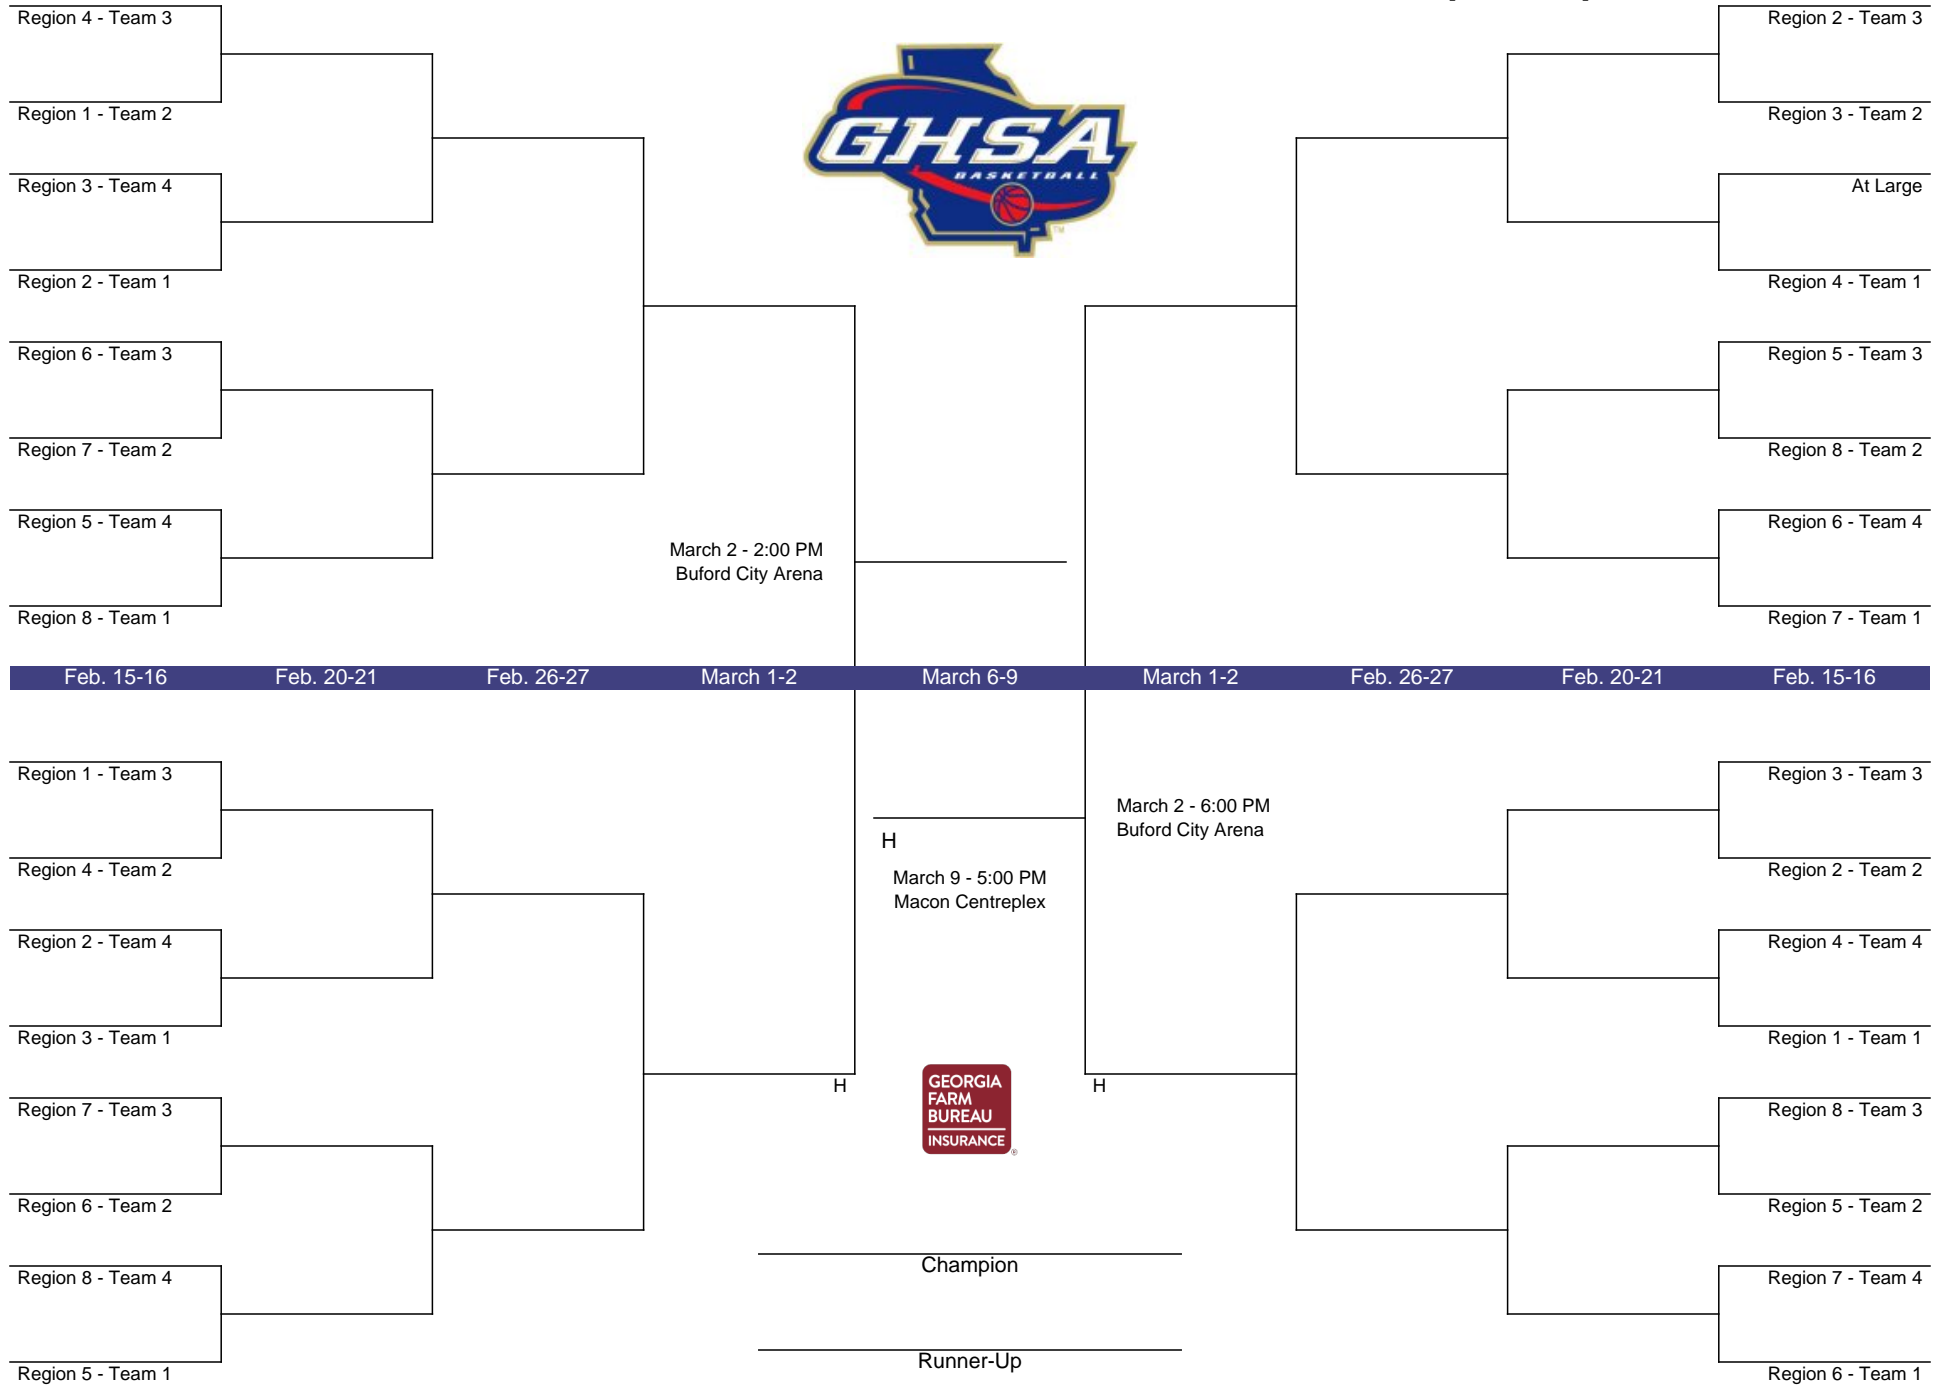 Region 4 - Team 3
Region 2 - Team 3
GHSA
BASKETBALL
TM
Region 1 - Team 2
Region 3 - Team 2
Region 3 - Team 4
At Large
Region 2 - Team 1
Region 4 - Team 1
Region 6 - Team 3
Region 5 - Team 3
Region 7 - Team 2
Region 8 - Team 2
Region 5 - Team 4
Region 6 - Team 4
March 2 - 2:00 PM
Buford City Arena
Region 8 - Team 1
Region 7 - Team 1
Feb. 15-16 Feb. 20-21 Feb. 26-27 March 1-2 March 6-9 March 1-2 Feb. 26-27 Feb. 20-21 Feb. 15-16
Region 1 - Team 3
Region 3 - Team 3
March 2 - 6:00 PM
Buford City Arena
H
Region 4 - Team 2
Region 2 - Team 2
March 9 - 5:00 PM
Macon Centreplex
Region 2 - Team 4
Region 4 - Team 4
Region 3 - Team 1
Region 1 - Team 1
H
H
GEORGIA
FARM
BUREAU
INSURANCE
®
Region 7 - Team 3
Region 8 - Team 3
Region 6 - Team 2
Region 5 - Team 2
Champion
Region 8 - Team 4
Region 7 - Team 4
Runner-Up
Region 5 - Team 1
Region 6 - Team 1